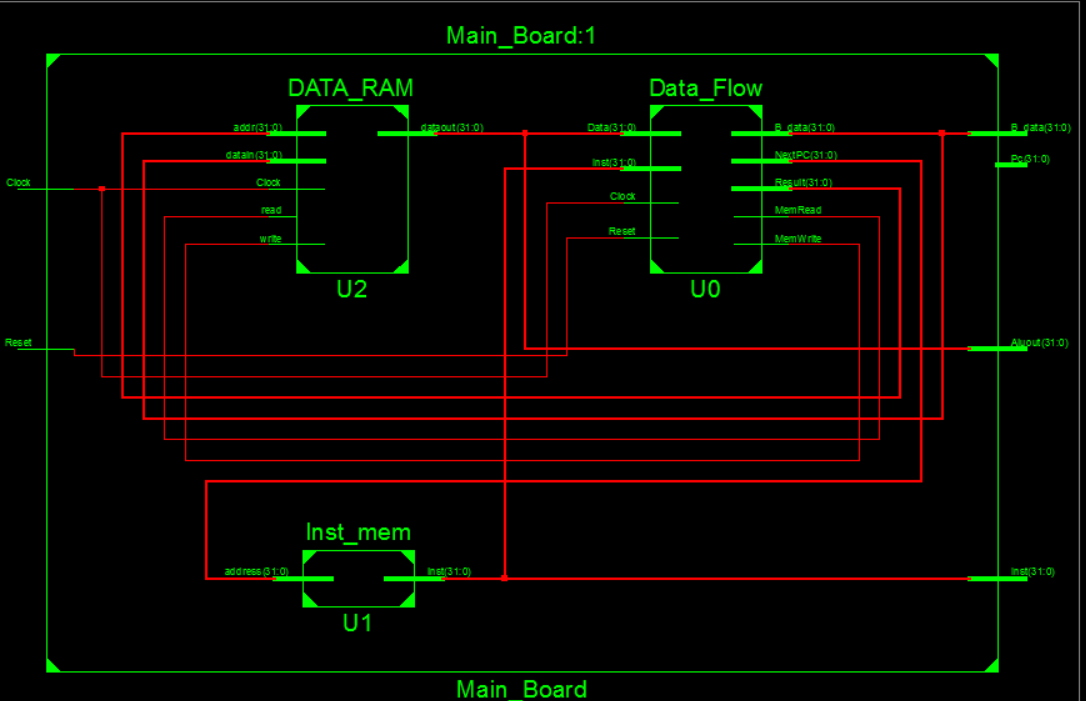 Main_Board:1
DATA_RAM
Data_Flow
addr(31:0)
dataout(31:0)
Data(31:0)
B_data(31:0)
B_data(31:0)
datain(31:0)
Inst(31:0)
NextPC(31:0)
Pc(31:0)
Clock
Clock
Clock
Result(31:0)
read
MemRead
write
Reset
MemWrite
U2
U0
Reset
Aluout(31:0)
Inst_mem
address(31:0)
Inst(31:0)
Inst(31:0)
U1
Main_Board